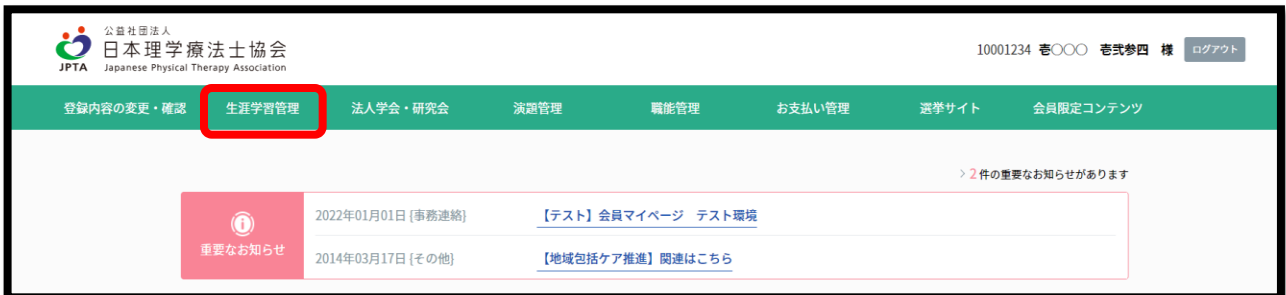 公益社団法人
日本理学療法士協会
JPTA Japanese Physical Therapy Association
10001234 壱○○○ 壱弐参四 様 ログアウト
登録内容の変更・確認 生涯学習管理 法人学会・研究会 演題管理 職能管理 お支払い管理 選挙サイト 会員限定コンテンツ
> 2 件の重要なお知らせがあります
重要なお知らせ
2022年01月01日 {事務連絡} 【テスト】会員マイページ テスト環境
2014年03月17日 {その他} 【地域包括ケア推進】関連はこちら